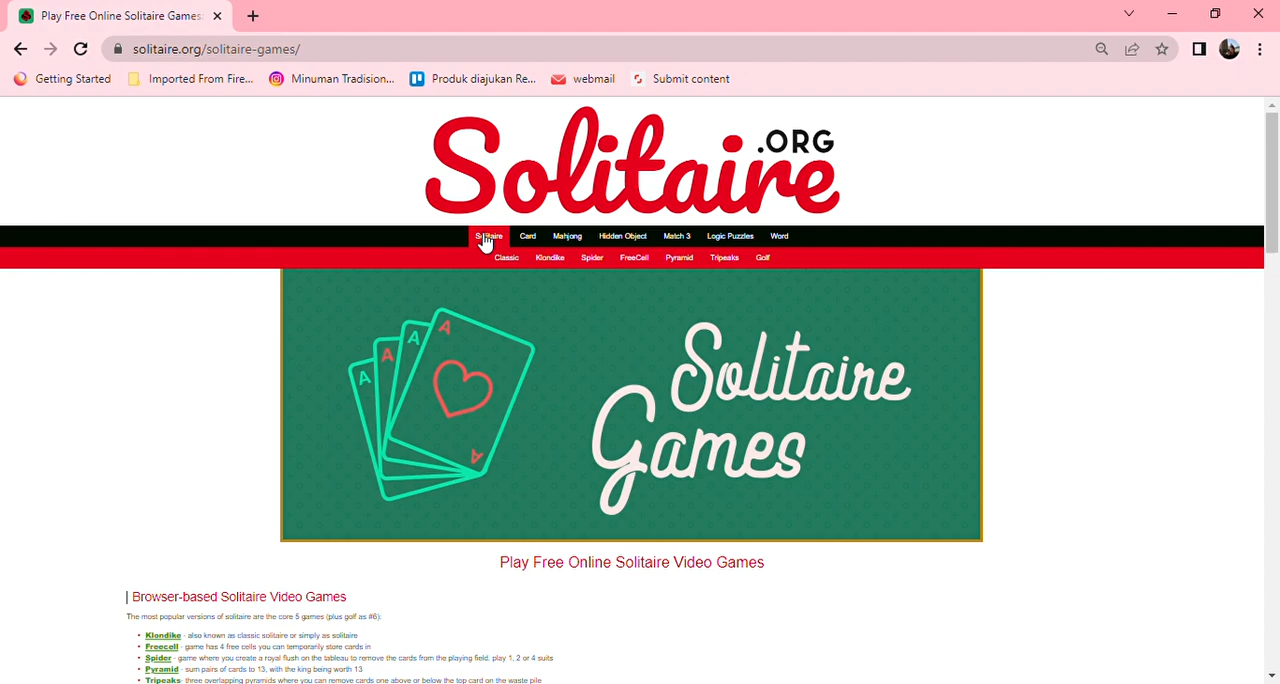 Play Free Online Solitaire Games:
solitaire.org/solitaire-games/
Getting Started Imported From Fire... Minuman Tradision... Produk diajukan Re... webmail Submit content
Solitaire.ORG
Solitaire Card Mahjong Hidden Object Match 3 Logic Puzzles Word
Classic Klondike Spider FreeCell Pyramid Tripeaks Golf
A A A A A
Solitaire
Games
Play Free Online Solitaire Video Games
Browser-based Solitaire Video Games
The most popular versions of solitaire are the core 5 games (plus golf as #6):
• Klondike - also known as classic solitaire or simply as solitaire
• Freecell - game has 4 free cells you can temporarily store cards in
• Spider - game where you create a royal flush on the tableau to remove the cards from the playing field. play 1, 2 or 4 suits
• Pyramid - sum pairs of cards to 13, with the king being worth 13
• Tripeaks- three overlapping pyramids where you can remove cards one above or below the top card on the waste pile